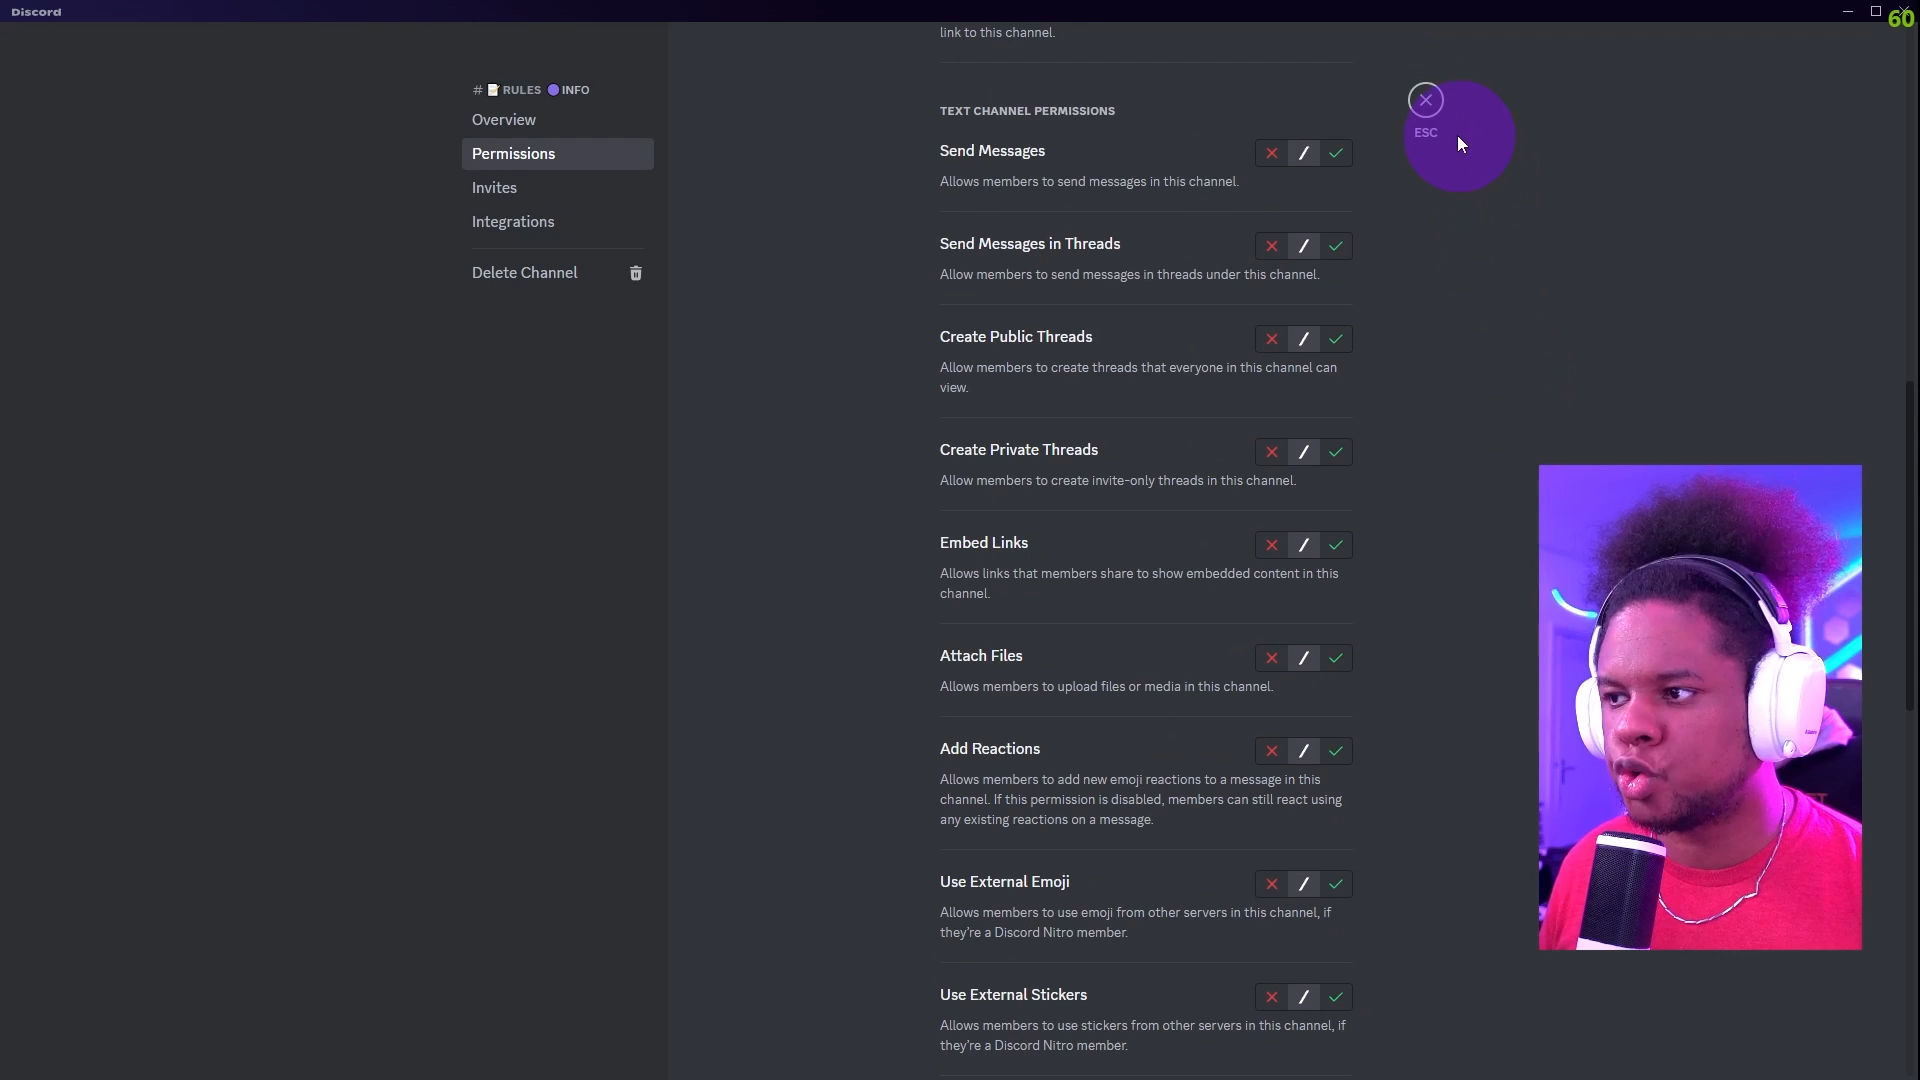 Discord
60
# 📝 RULES 🟣 INFO
Overview
Permissions
Invites
Integrations
Delete Channel
link to this channel.
TEXT CHANNEL PERMISSIONS
ESC
Send Messages
Allows members to send messages in this channel.
Send Messages in Threads
Allow members to send messages in threads under this channel.
Create Public Threads
Allow members to create threads that everyone in this channel can
view.
Create Private Threads
Allow members to create invite-only threads in this channel.
Embed Links
Allows links that members share to show embedded content in this
channel.
Attach Files
Allows members to upload files or media in this channel.
Add Reactions
Allows members to add new emoji reactions to a message in this
channel. If this permission is disabled, members can still react using
any existing reactions on a message.
Use External Emoji
Allows members to use emoji from other servers in this channel, if
they're a Discord Nitro member.
Use External Stickers
Allows members to use stickers from other servers in this channel, if
they're a Discord Nitro member.